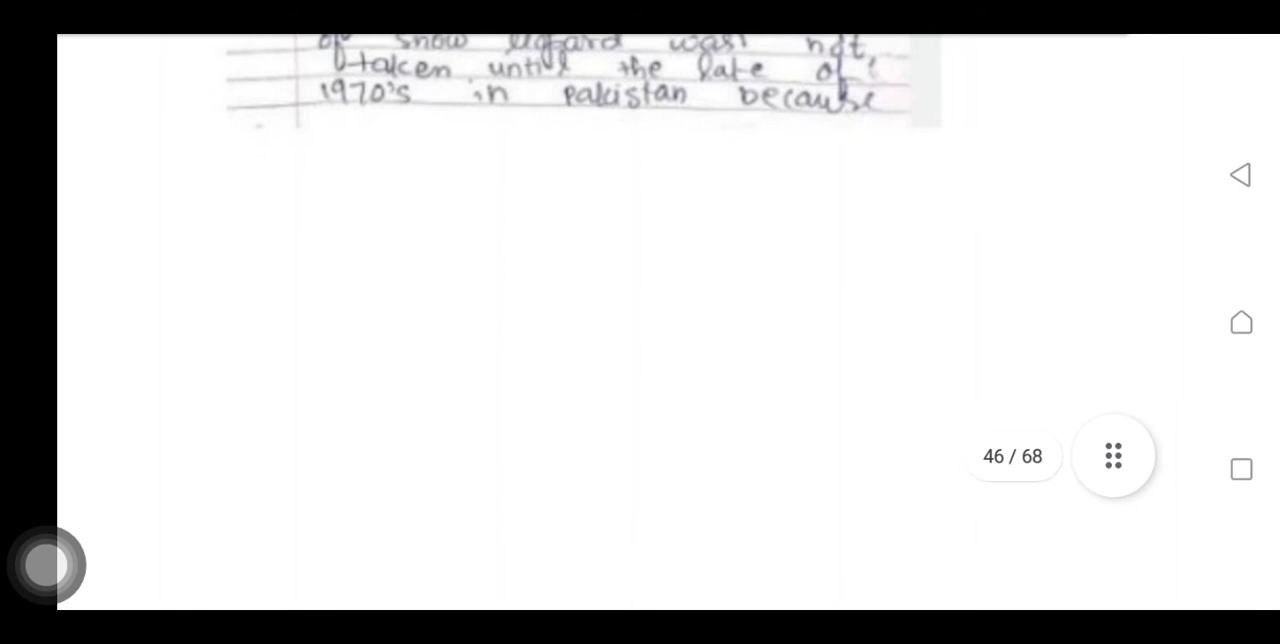 of snow leopard was not
taken until the late of
1970's in pakistan because
46 / 68